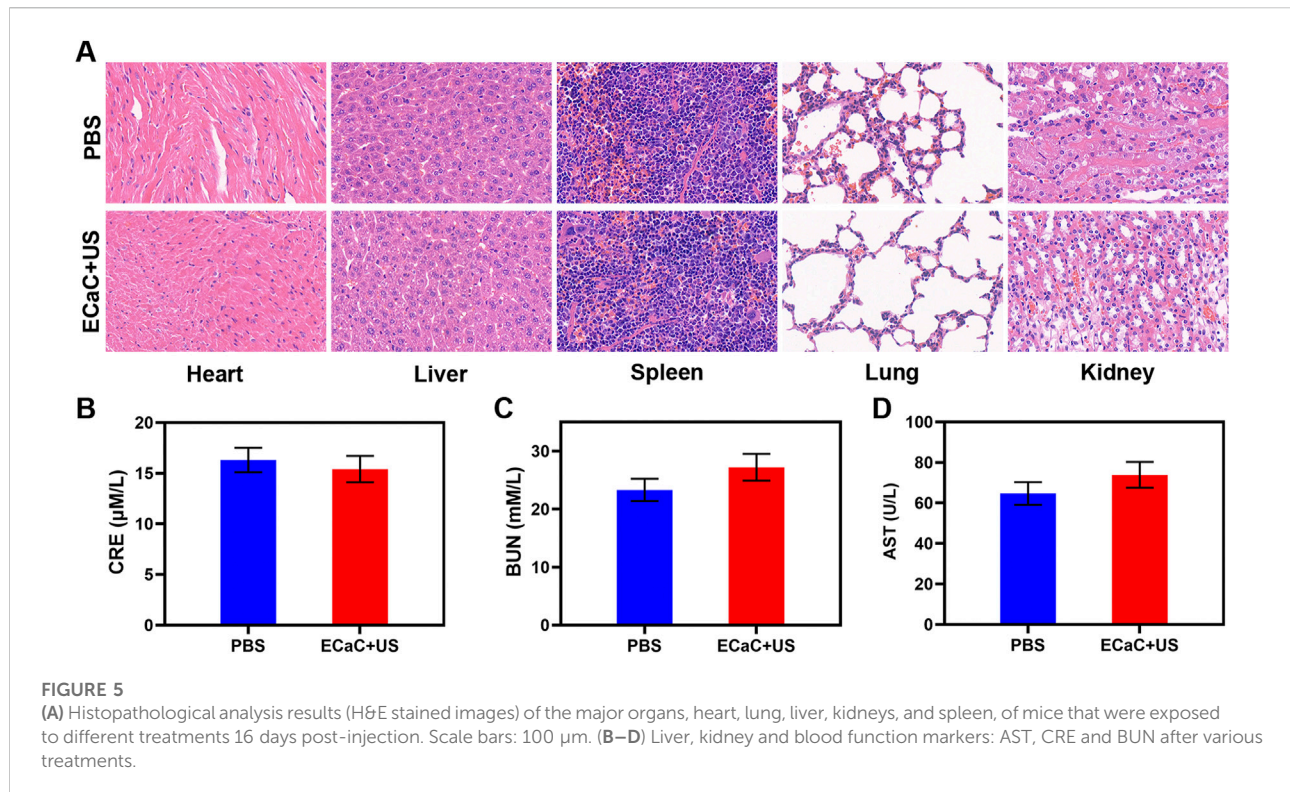 A
PBS
ECaC+US
Heart Liver Spleen Lung Kidney
B
20
15
10
5
0
CRE (µM/L)
PBS ECaC+US
C
30
20
10
0
BUN (mM/L)
PBS ECaC+US
D
100
80
60
40
20
0
AST (U/L)
PBS ECaC+US
FIGURE 5
(A) Histopathological analysis results (H&E stained images) of the major organs, heart, lung, liver, kidneys, and spleen, of mice that were exposed
to different treatments 16 days post-injection. Scale bars: 100 µm. (B–D) Liver, kidney and blood function markers: AST, CRE and BUN after various
treatments.